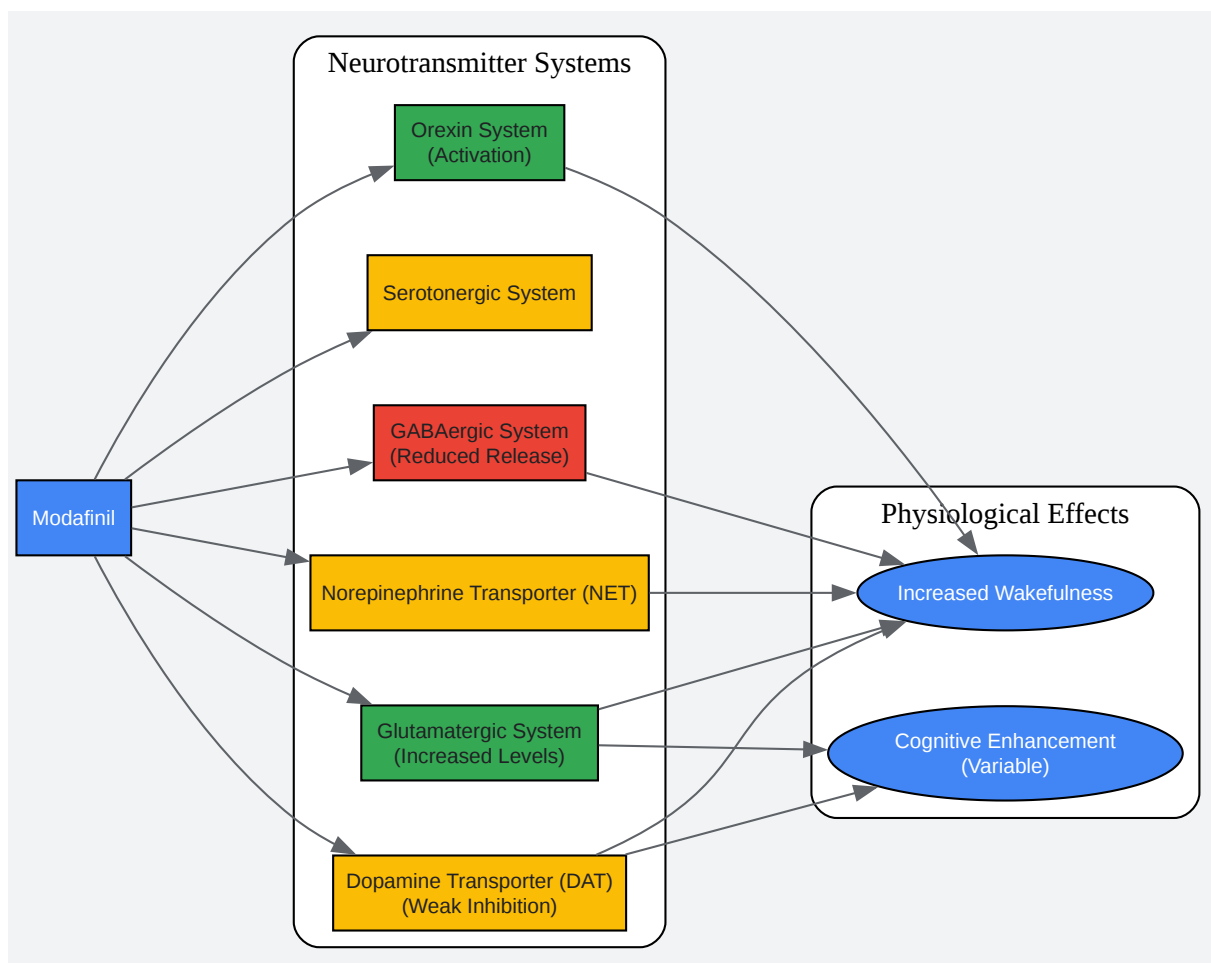 Neurotransmitter Systems
Orexin System
(Activation)
Serotonergic System
GABAergic System
(Reduced Release)
Modafinil
Norepinephrine Transporter (NET)
Glutamatergic System
(Increased Levels)
Dopamine Transporter (DAT)
(Weak Inhibition)
Physiological Effects
Increased Wakefulness
Cognitive Enhancement
(Variable)